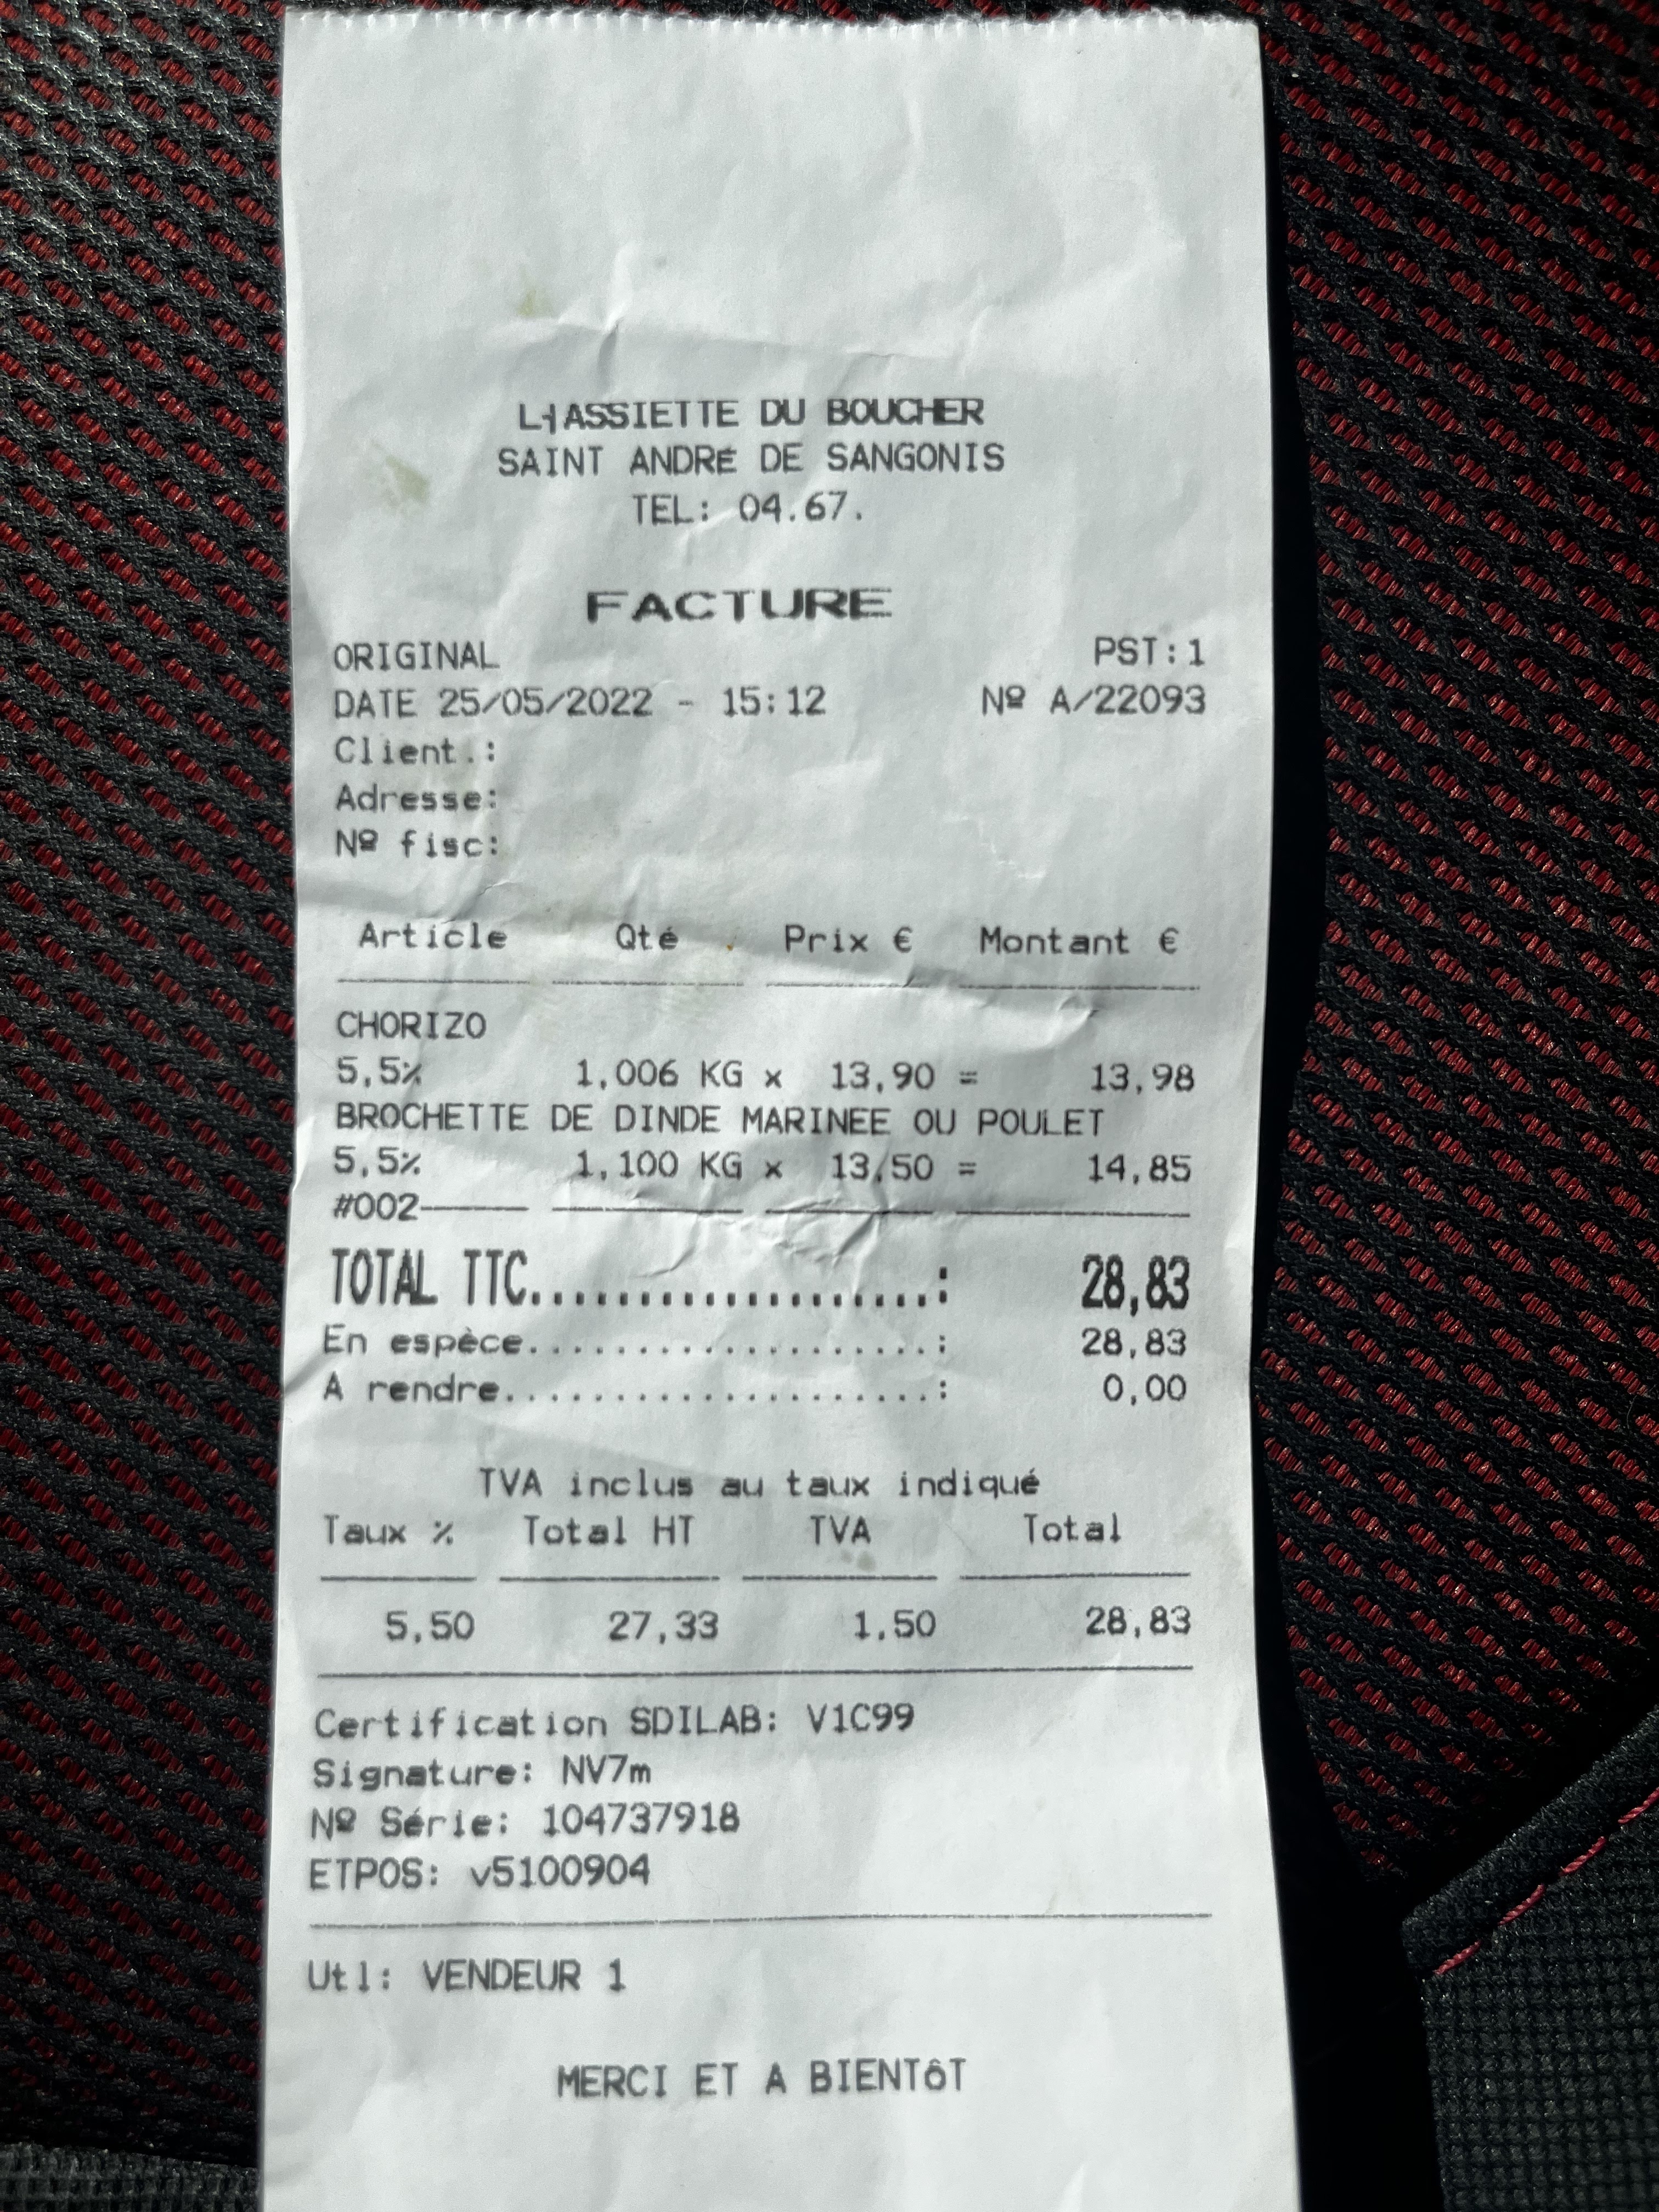 L'ASSIETTE DU BOUCHER
SAINT ANDRÉ DE SANGONIS
TEL: 04.67.
FACTURE
ORIGINAL PST:1
DATE 25/05/2022 - 15:12 Nº A/22093
Client.:
Adresse:
Nº fisc:
Article Qté Prix € Montant €
CHORIZO
5,5% 1,006 KG x 13,90 = 13,98
BROCHETTE DE DINDE MARINEE OU POULET
5,5% 1,100 KG x 13,50 = 14,85
#002
TOTAL TTC.....................: 28,83
En espèce...................: 28,83
A rendre....................: 0,00
TVA inclus au taux indiqué
Taux % Total HT TVA Total
5,50 27,33 1,50 28,83
Certification SDILAB: V1C99
Signature: NV7m
Nº Série: 104737918
ETPOS: v5100904
Utl: VENDEUR 1
MERCI ET A BIENTôT